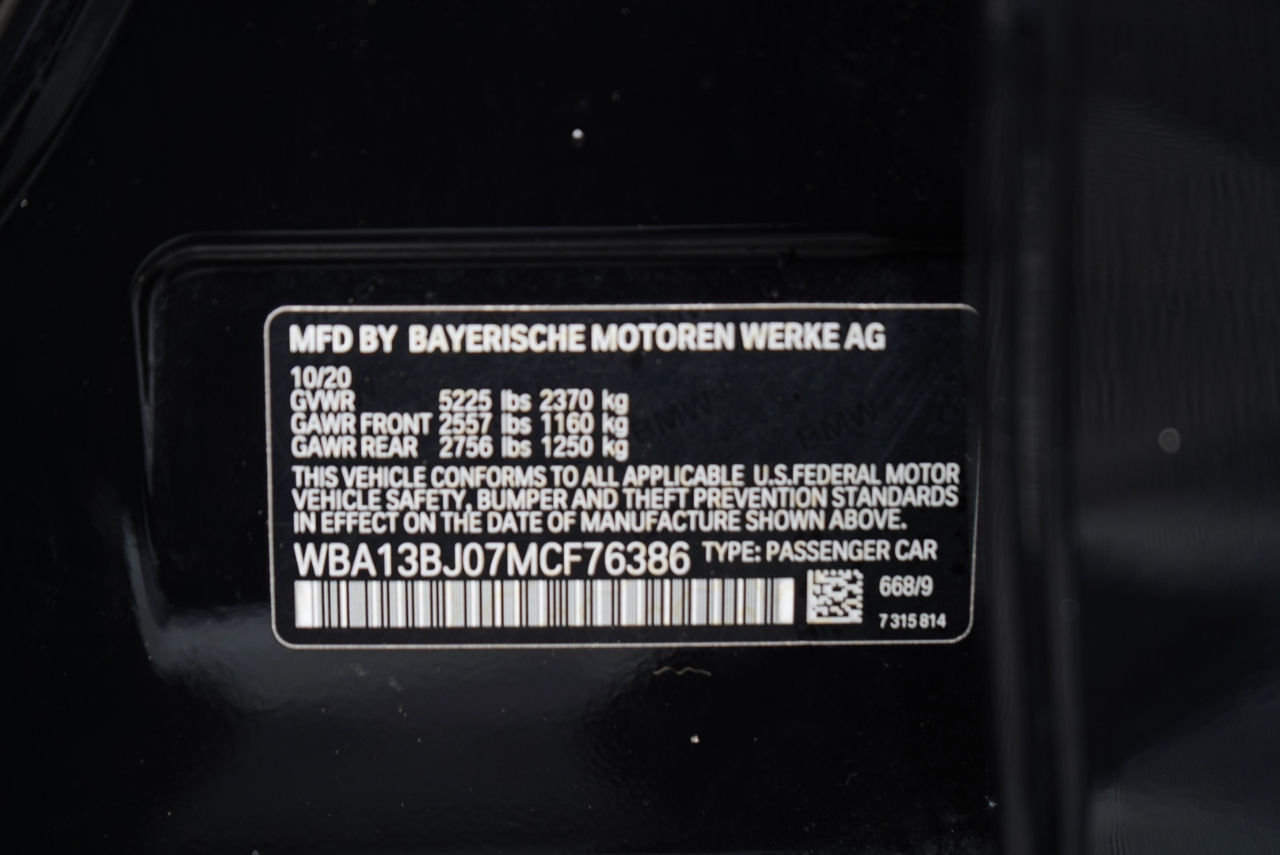 MFD BY BAYERISCHE MOTOREN WERKE AG
10/20
GVWR 5225 lbs 2370 kg
GAWR FRONT 2557 lbs 1160 kg
GAWR REAR 2756 lbs 1250 kg
BMW BMW
THIS VEHICLE CONFORMS TO ALL APPLICABLE U.S.FEDERAL MOTOR
VEHICLE SAFETY, BUMPER AND THEFT PREVENTION STANDARDS
IN EFFECT ON THE DATE OF MANUFACTURE SHOWN ABOVE.
WBA13BJ07MCF76386 TYPE: PASSENGER CAR
668/9
7 315 814